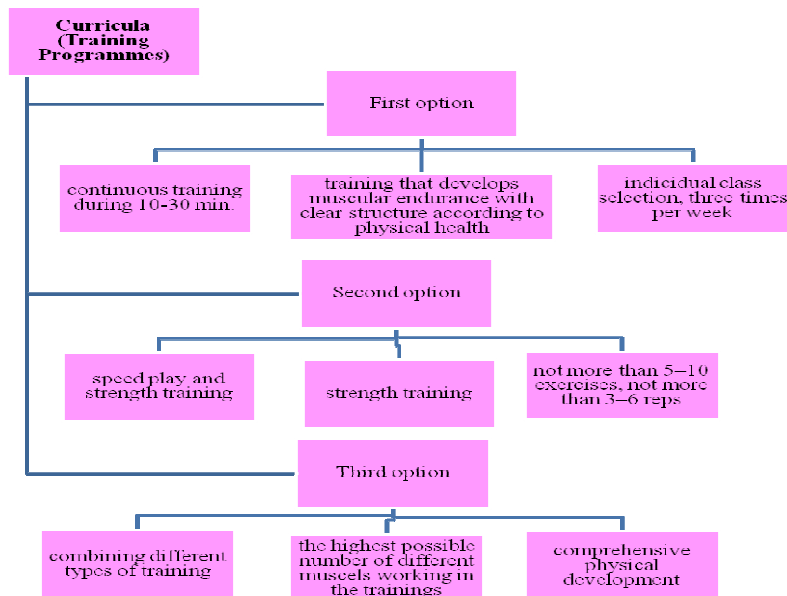 Curricula
(Training
Programmes)
First option
continuous training
during 10-30 min.
training that develops
muscular endurance with
clear structure according to
physical health
indicidual class
selection, three times
per week
Second option
speed play and
strength training
strength training
not more than 5–10
exercises, not more
than 3–6 reps
Third option
combining different
types of training
the highest possible
number of different
muscels working in
the trainings
comprehensive
physical
development